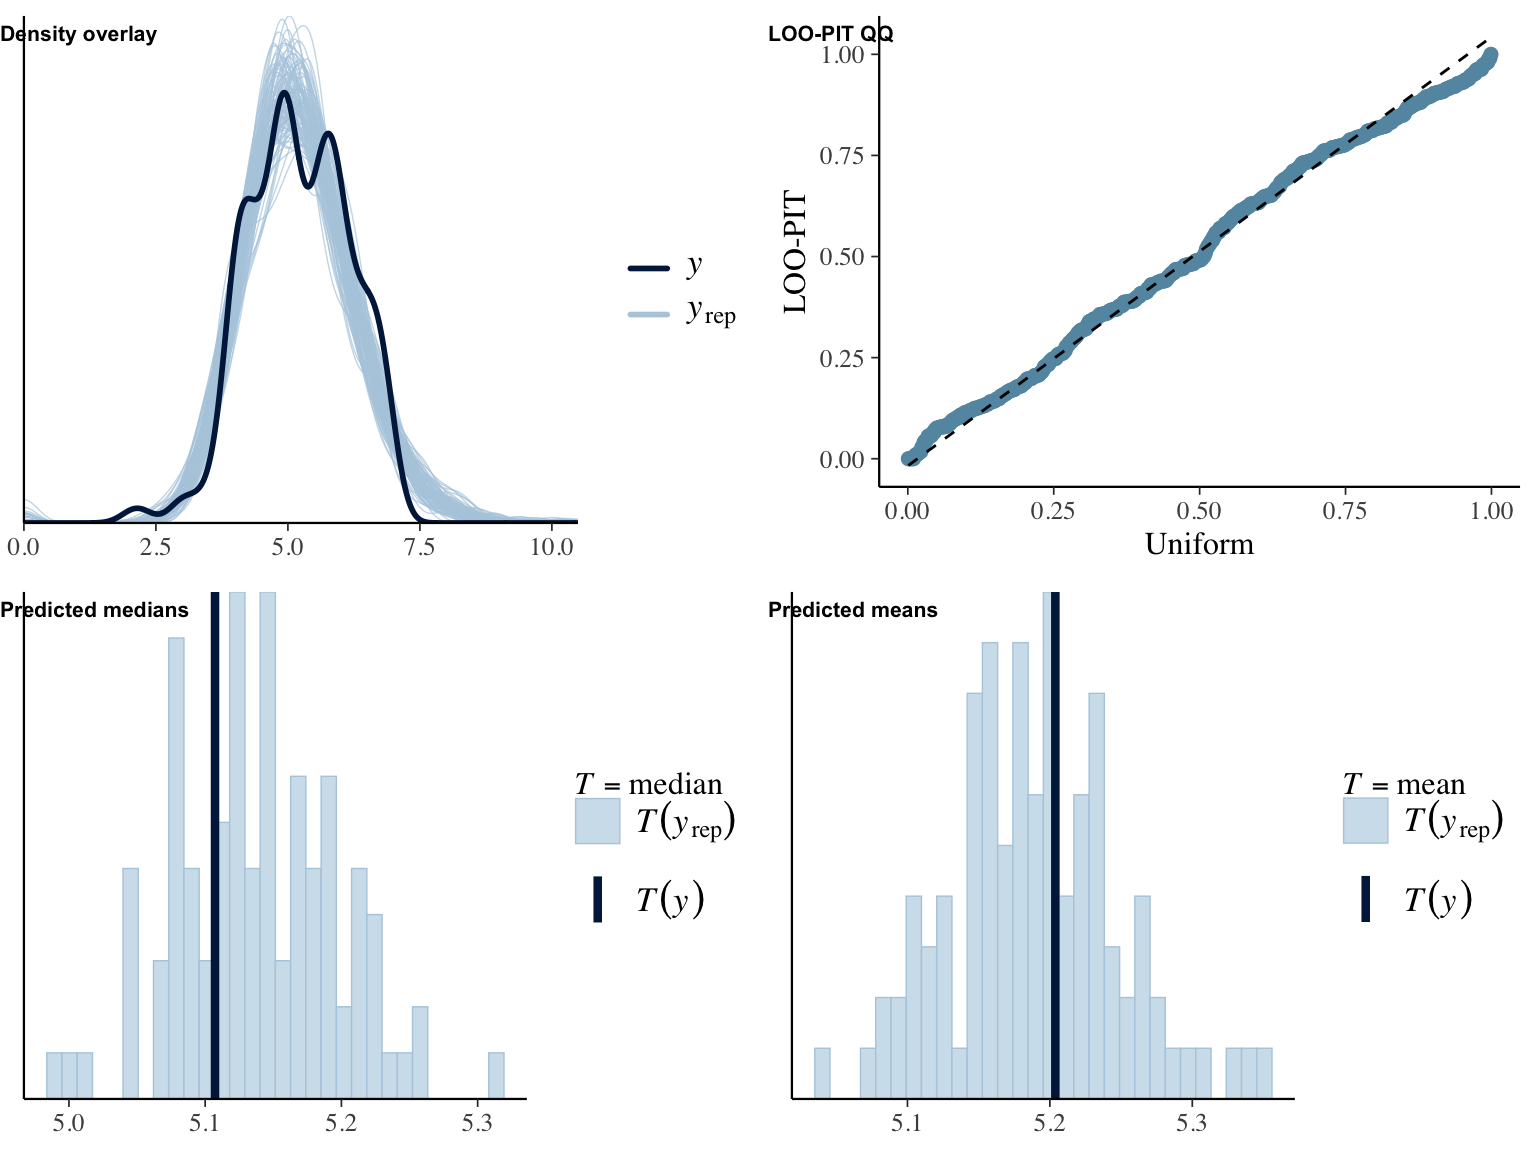 Density overlay
y
y rep
0.0 2.5 5.0 7.5 10.0
LOO-PIT QQ
1.00
0.75
0.50
0.25
0.00
LOO-PIT
0.00 0.25 0.50 0.75 1.00
Uniform
Predicted medians
T = median
T(y rep)
T(y)
5.0 5.1 5.2 5.3
Predicted means
T = mean
T(y rep)
T(y)
5.1 5.2 5.3